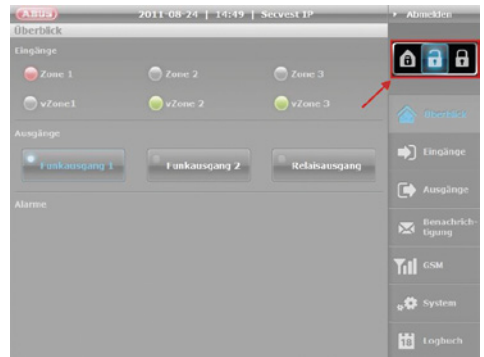 ABUS 2011-08-24 | 14:49 | Secvest IP Abmelden
Überblick
Eingänge
Zone 1 Zone 2 Zone 3
vZone1 vZone 2 vZone 3
Ausgänge
Funkausgang 1 Funkausgang 2 Relaisausgang
Alarme
Überblick
Eingänge
Ausgänge
Benachrich-
tigung
GSM
System
18 Logbuch